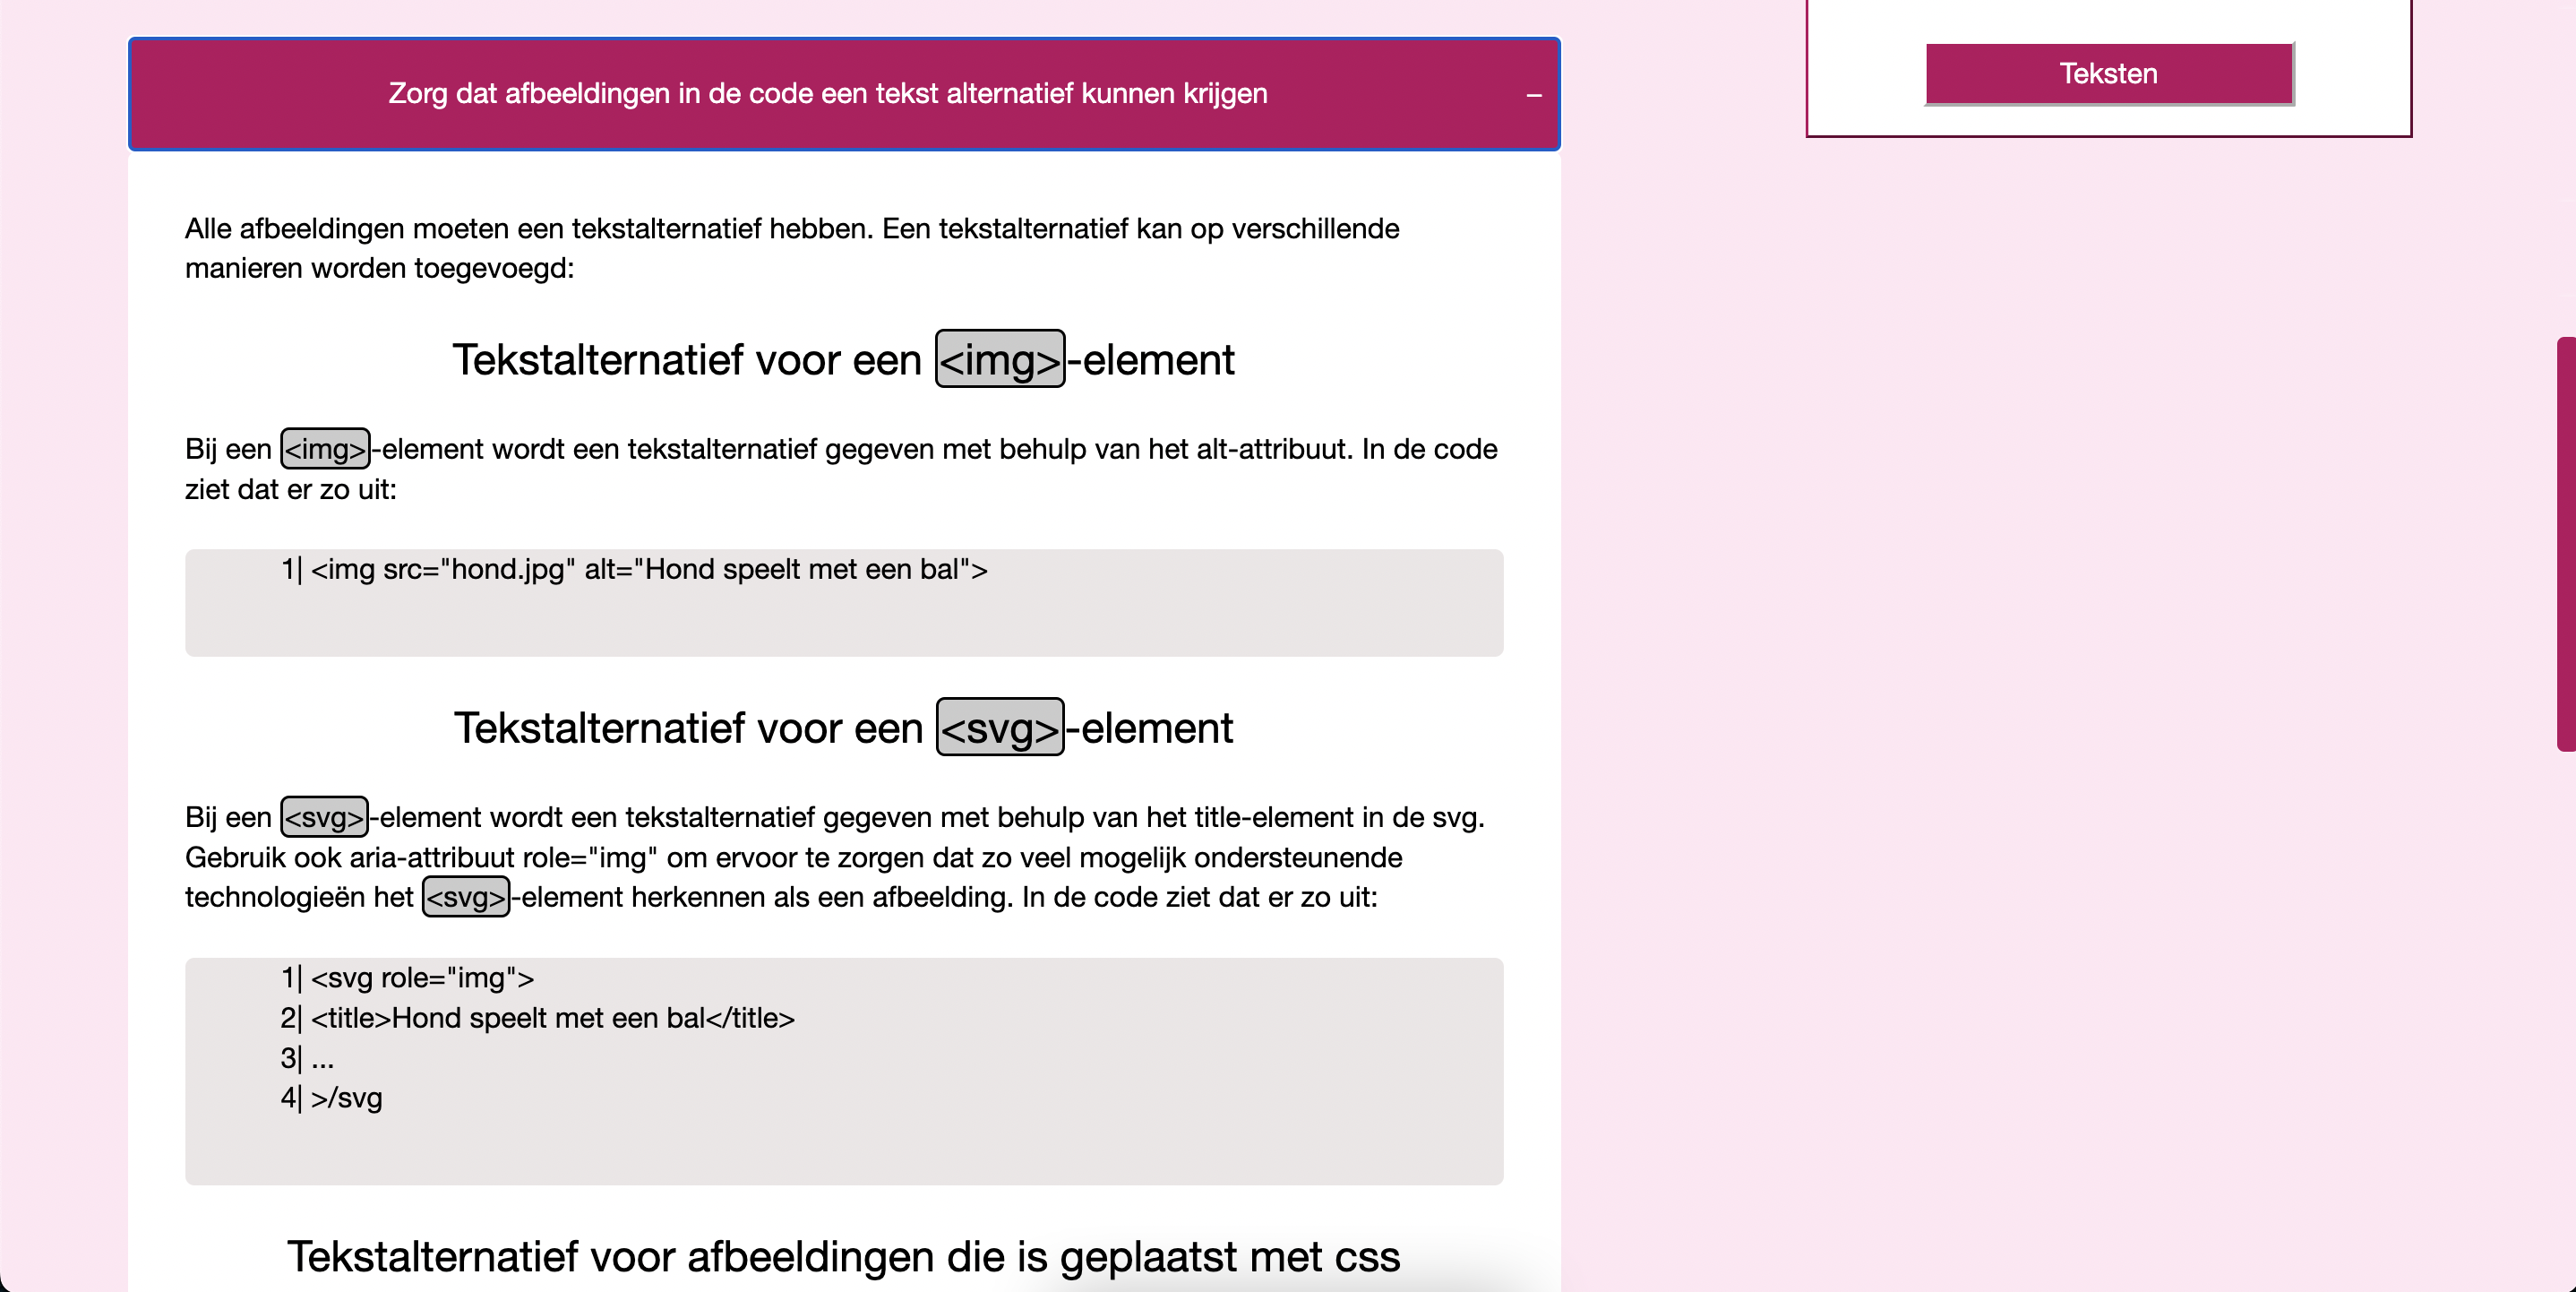 Zorg dat afbeeldingen in de code een tekst alternatief kunnen krijgen –
Teksten
Alle afbeeldingen moeten een tekstalternatief hebben. Een tekstalternatief kan op verschillende
manieren worden toegevoegd:
Tekstalternatief voor een <img>-element
Bij een <img>-element wordt een tekstalternatief gegeven met behulp van het alt-attribuut. In de code
ziet dat er zo uit:
1| <img src="hond.jpg" alt="Hond speelt met een bal">
Tekstalternatief voor een <svg>-element
Bij een <svg>-element wordt een tekstalternatief gegeven met behulp van het title-element in de svg.
Gebruik ook aria-attribuut role="img" om ervoor te zorgen dat zo veel mogelijk ondersteunende
technologieën het <svg>-element herkennen als een afbeelding. In de code ziet dat er zo uit:
1| <svg role="img">
2| <title>Hond speelt met een bal</title>
3| ...
4| >/svg
Tekstalternatief voor afbeeldingen die is geplaatst met css